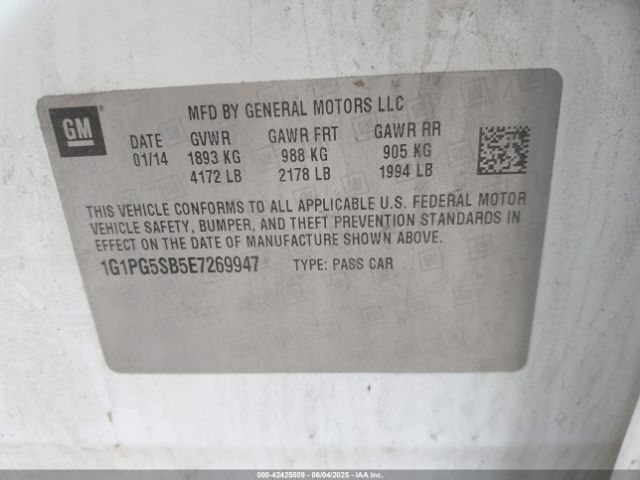 GM
MFD BY GENERAL MOTORS LLC
DATE GVWR GAWR FRT GAWR RR
01/14 1893 KG 988 KG 905 KG
4172 LB 2178 LB 1994 LB
THIS VEHICLE CONFORMS TO ALL APPLICABLE U.S. FEDERAL MOTOR
VEHICLE SAFETY, BUMPER, AND THEFT PREVENTION STANDARDS IN
EFFECT ON THE DATE OF MANUFACTURE SHOWN ABOVE.
1G1PG5SB5E7269947 TYPE: PASS CAR
000-42425509 - 06/04/2025 - IAAI.com